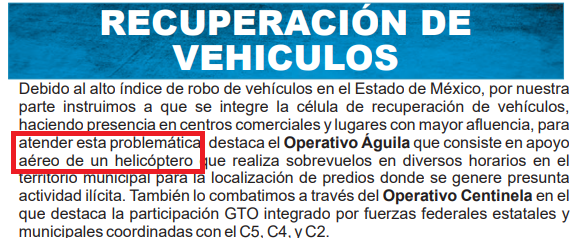 RECUPERACIÓN DE
VEHICULOS
Debido al alto índice de robo de vehículos en el Estado de México, por nuestra
parte instruimos a que se integre la célula de recuperación de vehículos,
haciendo presencia en centros comerciales y lugares con mayor afluencia, para
atender esta problemática destaca el Operativo Águila que consiste en apoyo
aéreo de un helicóptero que realiza sobrevuelos en diversos horarios en el
territorio municipal para la localización de predios donde se genere presunta
actividad ilícita. También lo combatimos a través del Operativo Centinela en el
que destaca la participación GTO integrado por fuerzas federales estatales y
municipales coordinadas con el C5, C4, y C2.